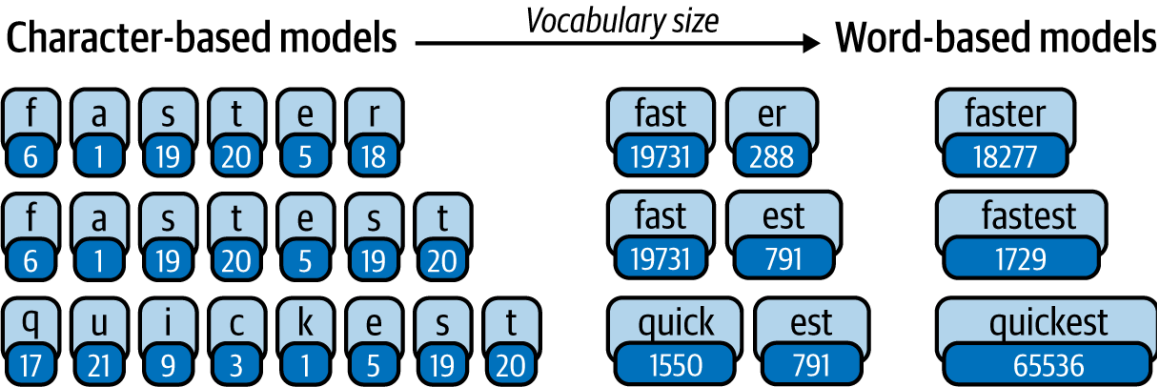 Vocabulary size
Character-based models Word-based models
f a s t e r fast er faster
6 1 19 20 5 18 19731 288 18277
f a s t e s t fast est fastest
6 1 19 20 5 19 20 19731 791 1729
q u i c k e s t quick est quickest
17 21 9 3 1 5 19 20 1550 791 65536